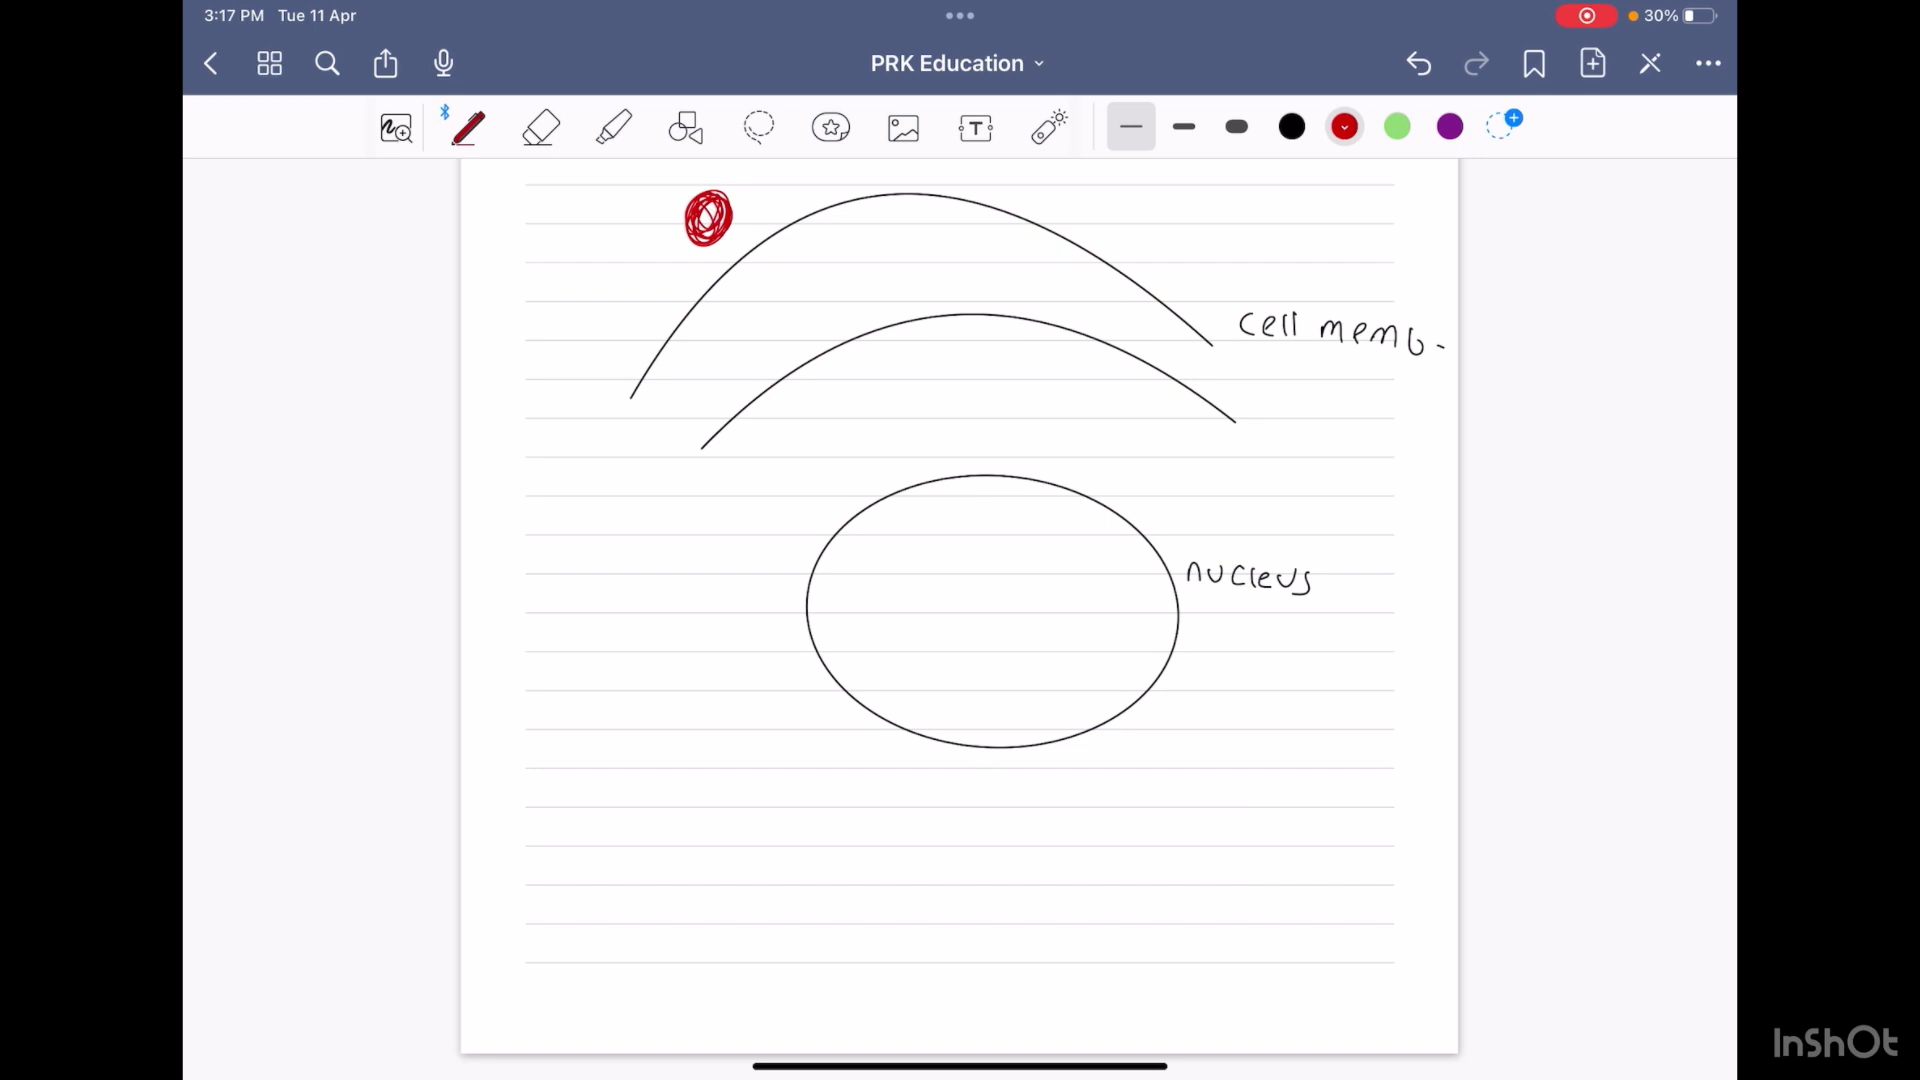 3:17 PM Tue 11 Apr
30%
PRK Education
T
cell memb-
nucleus
InShOt